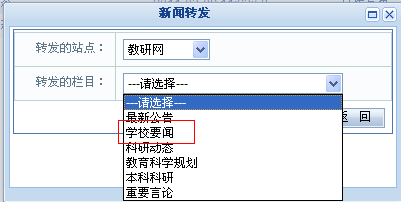 新闻转发
转发的站点： 教研网
转发的栏目： ---请选择---
---请选择---
最新公告
学校要闻
科研动态
教育科学规划
本科科研
重要言论
返 回